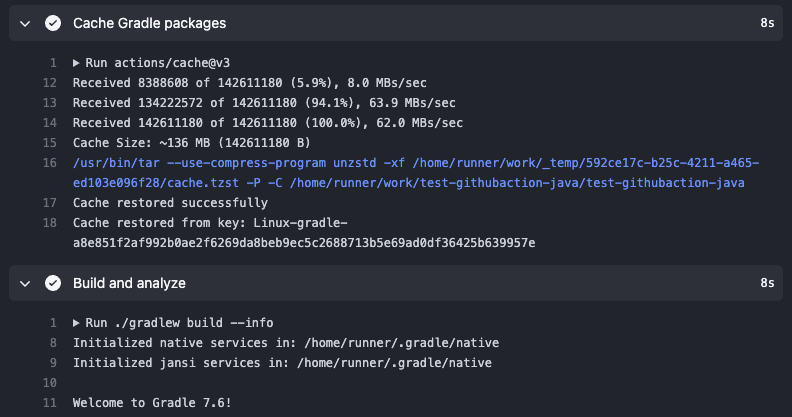 Cache Gradle packages 8s
1 ▶ Run actions/cache@v3
12 Received 8388608 of 142611180 (5.9%), 8.0 MBs/sec
13 Received 134222572 of 142611180 (94.1%), 63.9 MBs/sec
14 Received 142611180 of 142611180 (100.0%), 62.0 MBs/sec
15 Cache Size: ~136 MB (142611180 B)
16 /usr/bin/tar --use-compress-program unzstd -xf /home/runner/work/_temp/592ce17c-b25c-4211-a465-
ed103e096f28/cache.tzst -P -C /home/runner/work/test-githubaction-java/test-githubaction-java
17 Cache restored successfully
18 Cache restored from key: Linux-gradle-
a8e851f2af992b0ae2f6269da8beb9ec5c2688713b5e69ad0df36425b639957e
Build and analyze 8s
1 ▶ Run ./gradlew build --info
8 Initialized native services in: /home/runner/.gradle/native
9 Initialized jansi services in: /home/runner/.gradle/native
10
11 Welcome to Gradle 7.6!